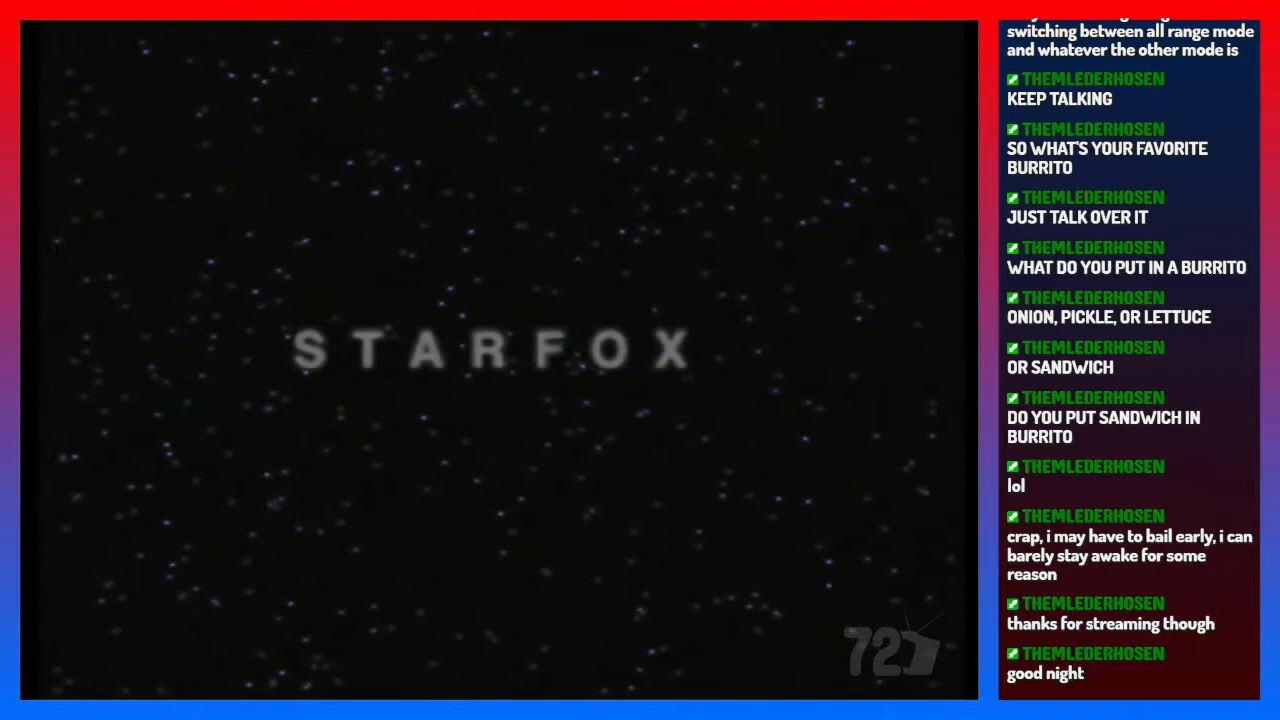 STARFOX
72
switching between all range mode
and whatever the other mode is
THEMLEDERHOSEN
KEEP TALKING
THEMLEDERHOSEN
SO WHAT'S YOUR FAVORITE
BURRITO
THEMLEDERHOSEN
JUST TALK OVER IT
THEMLEDERHOSEN
WHAT DO YOU PUT IN A BURRITO
THEMLEDERHOSEN
ONION, PICKLE, OR LETTUCE
THEMLEDERHOSEN
OR SANDWICH
THEMLEDERHOSEN
DO YOU PUT SANDWICH IN
BURRITO
THEMLEDERHOSEN
lol
THEMLEDERHOSEN
crap, i may have to bail early, i can
barely stay awake for some
reason
THEMLEDERHOSEN
thanks for streaming though
THEMLEDERHOSEN
good night